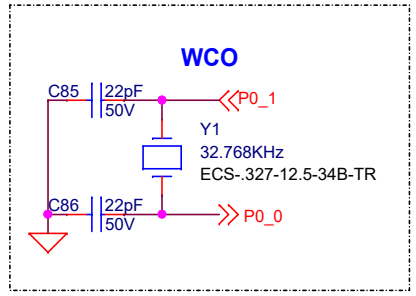 WCO
C85
22pF
50V
P0_1
Y1
32.768KHz
ECS-.327-12.5-34B-TR
C86
22pF
50V
P0_0